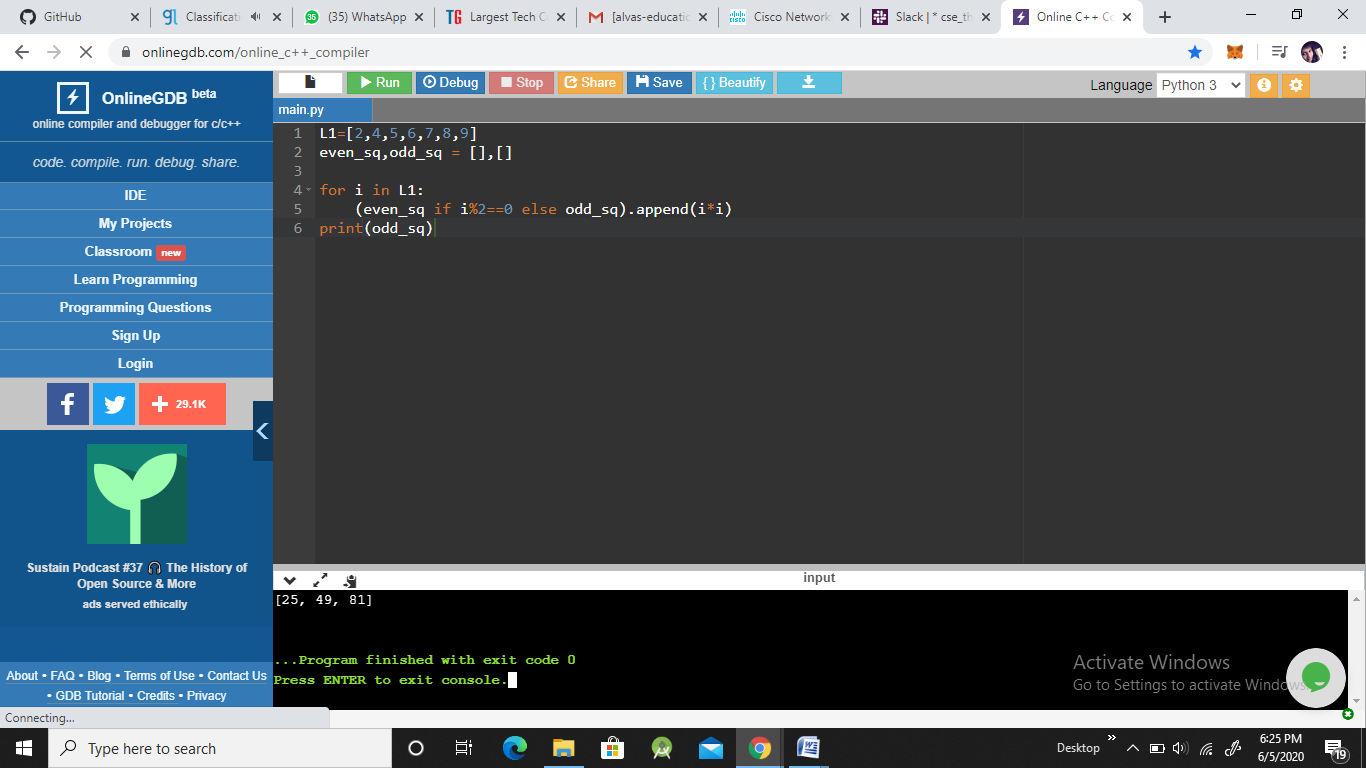 GitHub
Classificati
(35) WhatsApp
Largest Tech C
[alvas-educatic
Cisco Network
Slack | * cse_th
Online C++ Co
onlinegdb.com/online_c++_compiler
OnlineGDB beta
online compiler and debugger for c/c++
code. compile. run. debug. share.
IDE
My Projects
Classroom new
Learn Programming
Programming Questions
Sign Up
Login
f
29.1K
Sustain Podcast #37 🎧 The History of
Open Source & More
ads served ethically
About • FAQ • Blog • Terms of Use • Contact Us
• GDB Tutorial • Credits • Privacy
Connecting...
Run
Debug
Stop
Share
Save
{ } Beautify
Language Python 3
main.py
1 L1=[2,4,5,6,7,8,9]
2 even_sq,odd_sq = [],[]
3
4 for i in L1:
5 (even_sq if i%2==0 else odd_sq).append(i*i)
6 print(odd_sq)
input
[25, 49, 81]
...Program finished with exit code 0
Press ENTER to exit console.
Activate Windows
Go to Settings to activate Windows.
Type here to search
Desktop
6:25 PM
6/5/2020
19